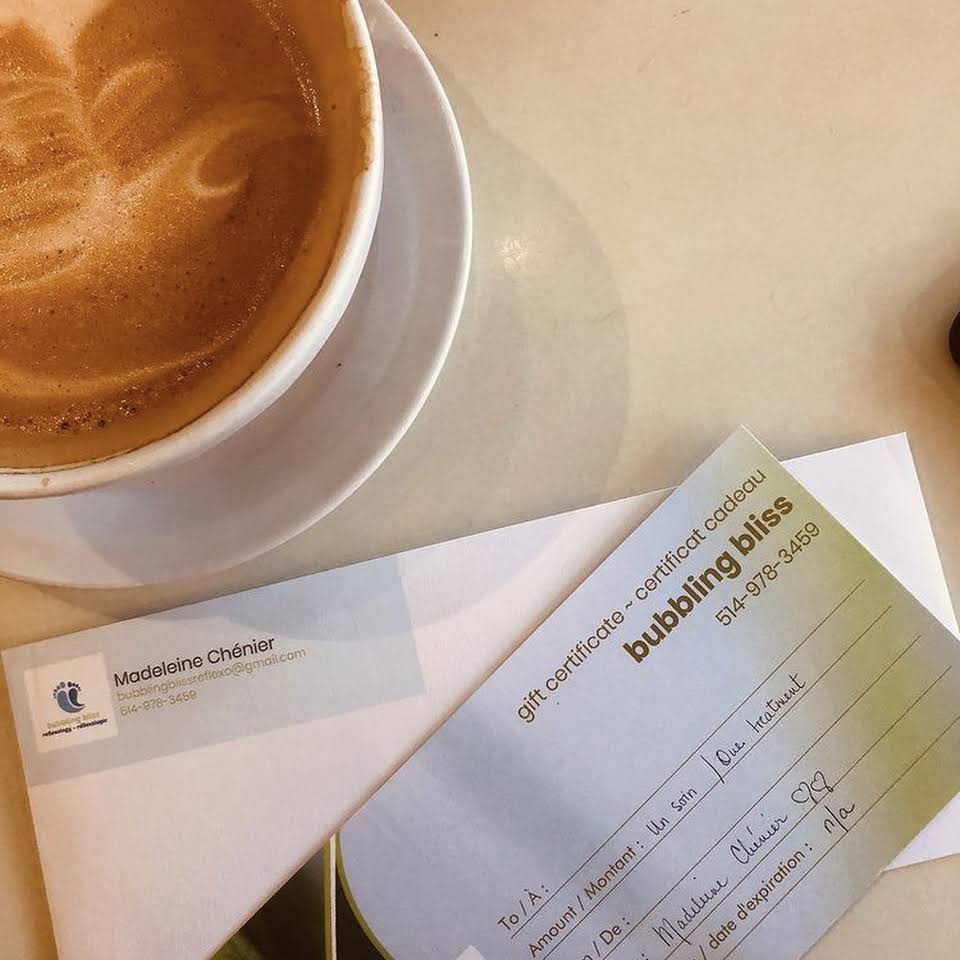 Madeleine Chénier
bubblingblissreflexo@gmail.com
514-978-3459
bubbling bliss
reflexology - réflexologie
gift certificate ~ certificat cadeau
bubbling bliss
514-978-3459
To / À :
Amount / Montant : Un soin / One treatment
/ De : Madeleine Chénier ♡♡
/ date d'expiration : n/a